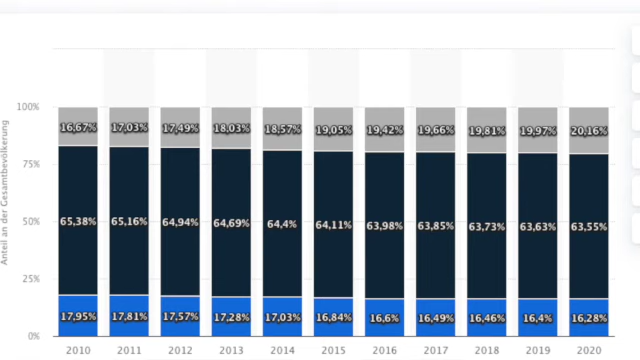 Anteil an der Gesamtbevölkerung
100%
75%
50%
25%
0%
16,67% 17,03% 17,49% 18,03% 18,57% 19,05% 19,42% 19,66% 19,81% 19,97% 20,16%
65,38% 65,16% 64,94% 64,69% 64,4% 64,11% 63,98% 63,85% 63,73% 63,63% 63,55%
17,95% 17,81% 17,57% 17,28% 17,03% 16,84% 16,6% 16,49% 16,46% 16,4% 16,28%
2010 2011 2012 2013 2014 2015 2016 2017 2018 2019 2020